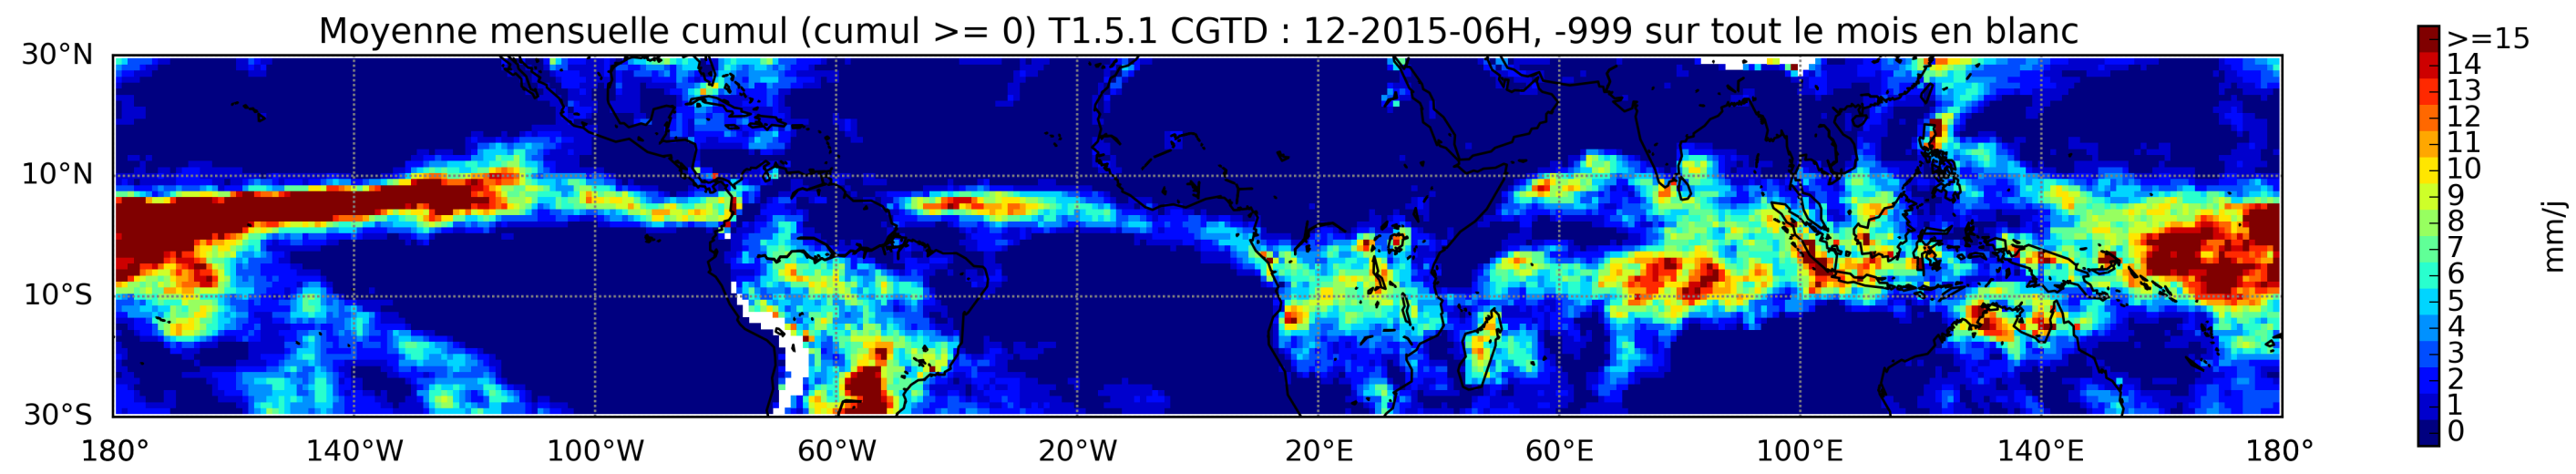 Moyenne mensuelle cumul (cumul >= 0) T1.5.1 CGTD : 12-2015-06H, -999 sur tout le mois en blanc
30°N
10°N
10°S
30°S
180°
140°W
100°W
60°W
20°W
20°E
60°E
100°E
140°E
180°
>=15
14
13
12
11
10
9
8
7
6
5
4
3
2
1
0
mm/j